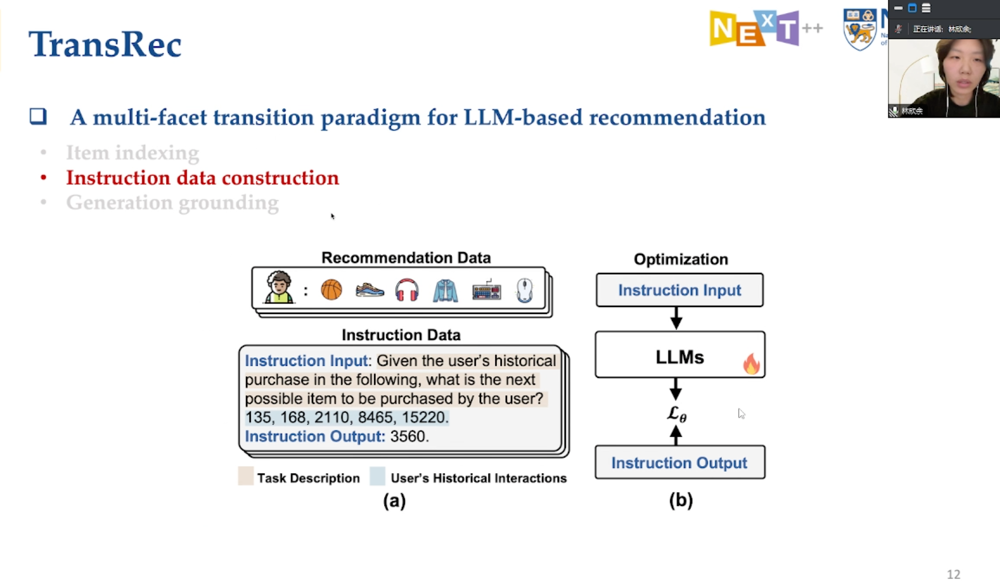 TransRec
NExT++
N
Na
of
正在讲话: 林欣余;
林欣余
A multi-facet transition paradigm for LLM-based recommendation
• Item indexing
• Instruction data construction
• Generation grounding
Recommendation Data
:
Instruction Data
Instruction Input: Given the user's historical
purchase in the following, what is the next
possible item to be purchased by the user?
135, 168, 2110, 8465, 15220.
Instruction Output: 3560.
Task Description
User's Historical Interactions
(a)
Optimization
Instruction Input
LLMs
ℒθ
Instruction Output
(b)
12